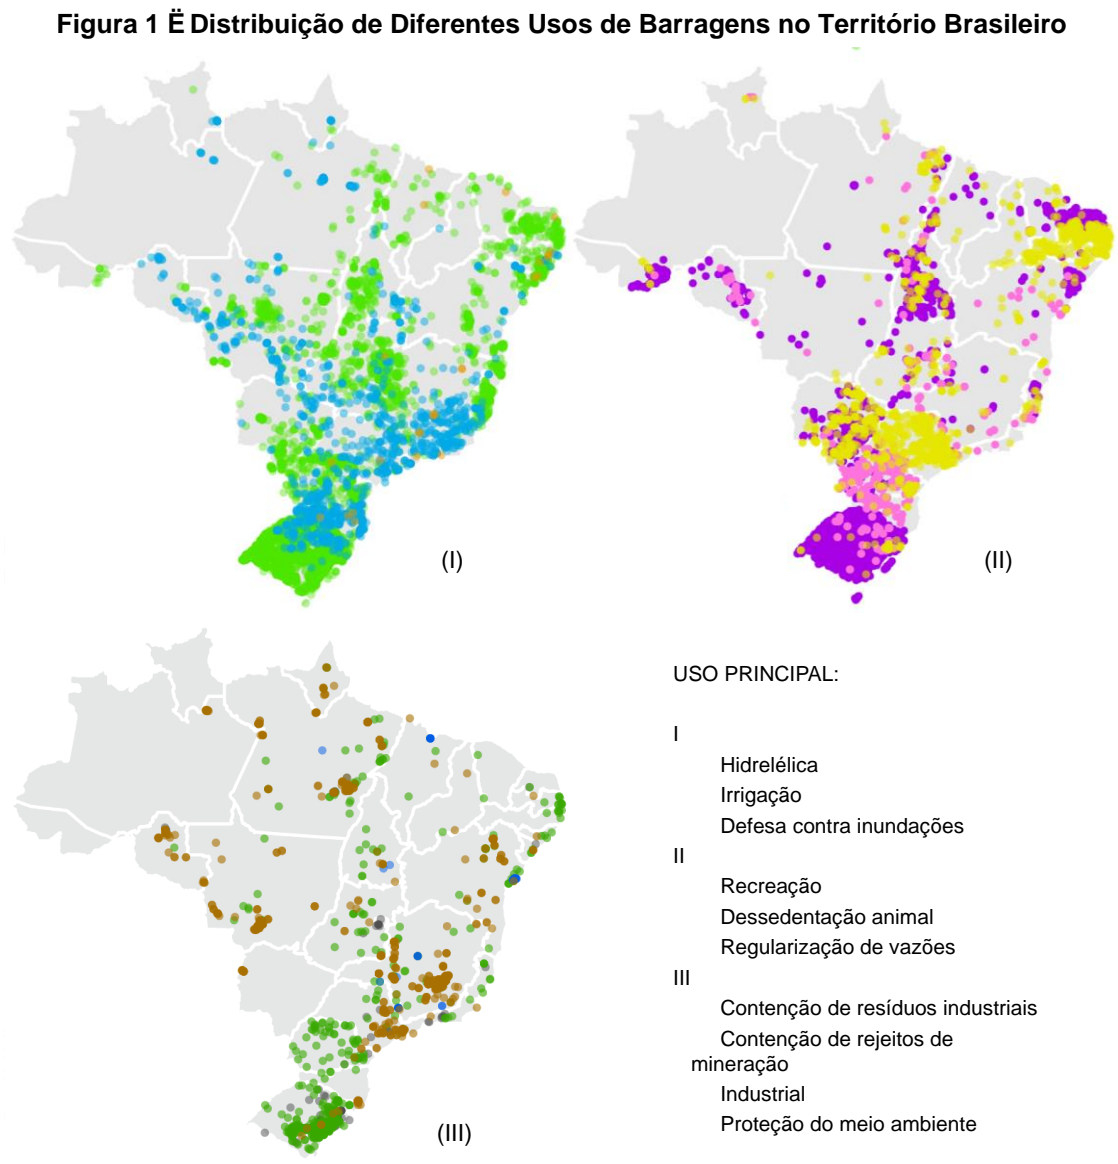 Figura 1 Ë Distribuição de Diferentes Usos de Barragens no Território Brasileiro
(I)
(II)
(III)
USO PRINCIPAL:
I
Hidrelélica
Irrigação
Defesa contra inundações
II
Recreação
Dessedentação animal
Regularização de vazões
III
Contenção de resíduos industriais
Contenção de rejeitos de
mineração
Industrial
Proteção do meio ambiente